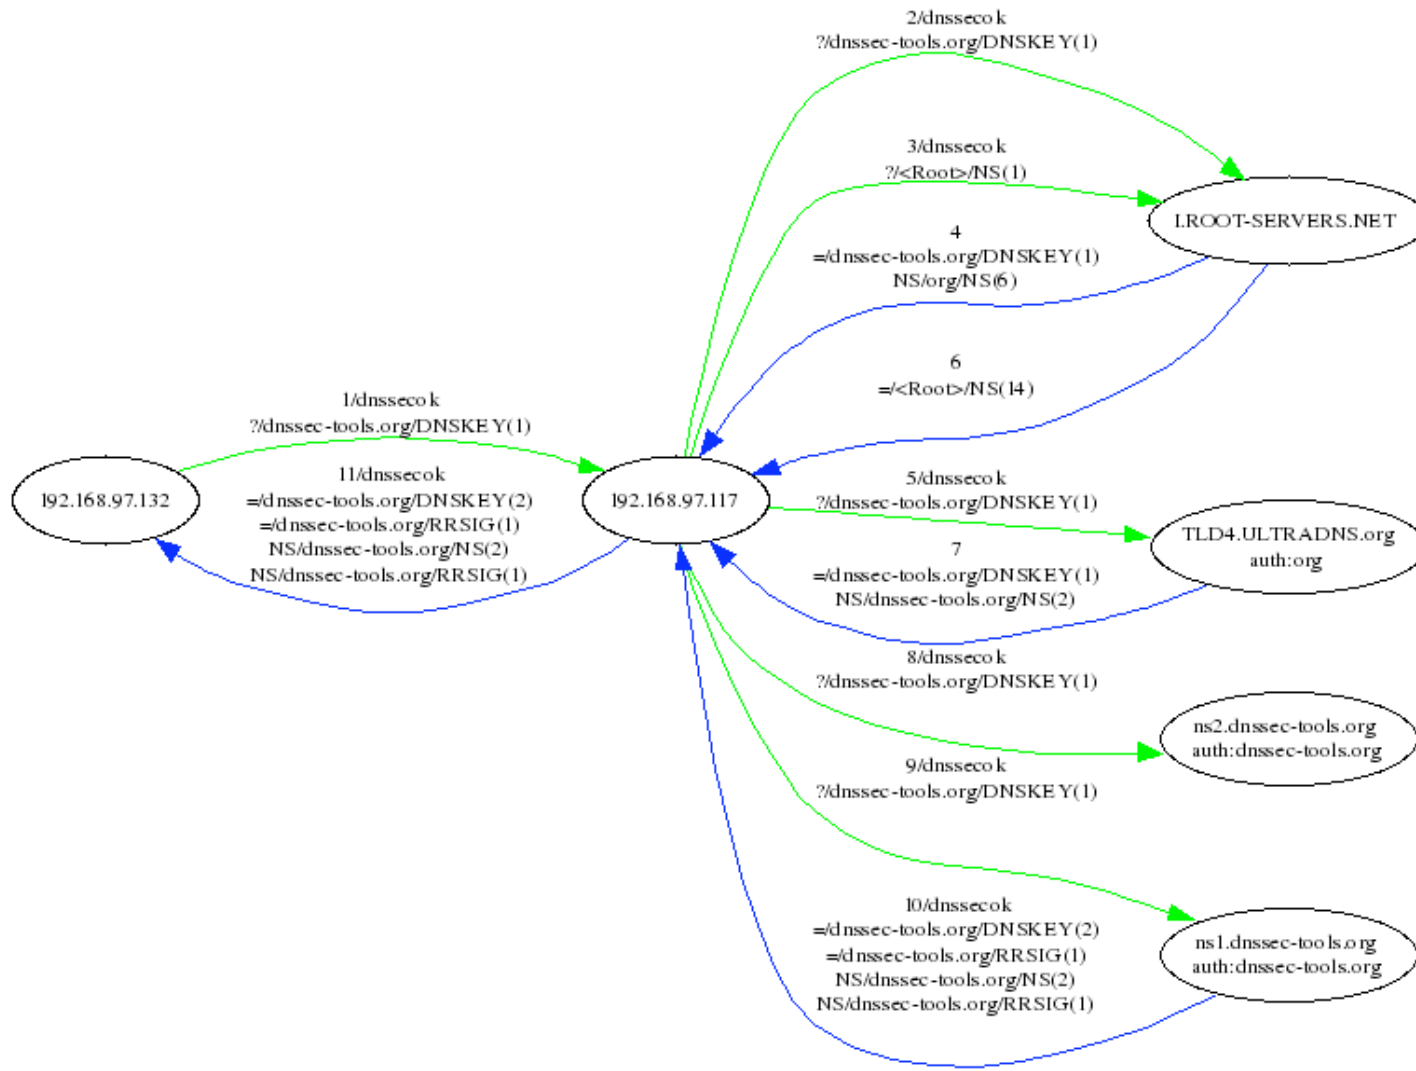 2/dnssecok
?/dnssec-tools.org/DNSKEY(1)
3/dnssecok
?/<Root>/NS(1)
I.ROOT-SERVERS.NET
4
=/dnssec-tools.org/DNSKEY(1)
NS/org/NS(6)
6
=/<Root>/NS(14)
1/dnssecok
?/dnssec-tools.org/DNSKEY(1)
192.168.97.132
11/dnssecok
=/dnssec-tools.org/DNSKEY(2)
=/dnssec-tools.org/RRSIG(1)
NS/dnssec-tools.org/NS(2)
NS/dnssec-tools.org/RRSIG(1)
192.168.97.117
5/dnssecok
?/dnssec-tools.org/DNSKEY(1)
TLD4.ULTRADNS.org
auth:org
7
=/dnssec-tools.org/DNSKEY(1)
NS/dnssec-tools.org/NS(2)
8/dnssecok
?/dnssec-tools.org/DNSKEY(1)
ns2.dnssec-tools.org
auth:dnssec-tools.org
9/dnssecok
?/dnssec-tools.org/DNSKEY(1)
10/dnssecok
=/dnssec-tools.org/DNSKEY(2)
=/dnssec-tools.org/RRSIG(1)
NS/dnssec-tools.org/NS(2)
NS/dnssec-tools.org/RRSIG(1)
ns1.dnssec-tools.org
auth:dnssec-tools.org